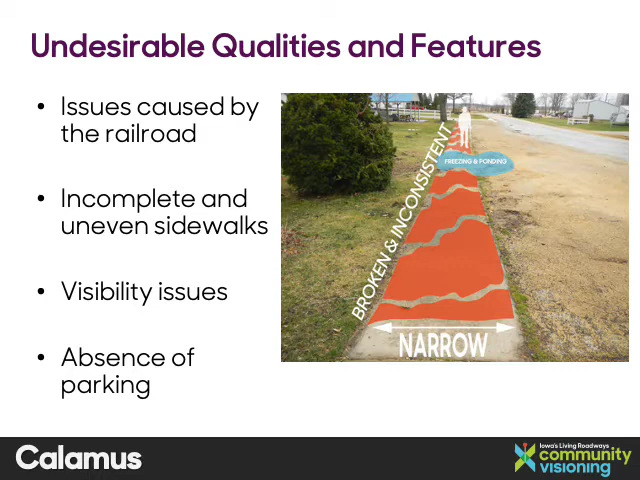 Undesirable Qualities and Features
• Issues caused by
the railroad
• Incomplete and
uneven sidewalks
• Visibility issues
• Absence of
parking
BROKEN & INCONSISTENT
FREEZING & PONDING
NARROW
Calamus
Iowa's Living Roadways
community
visioning